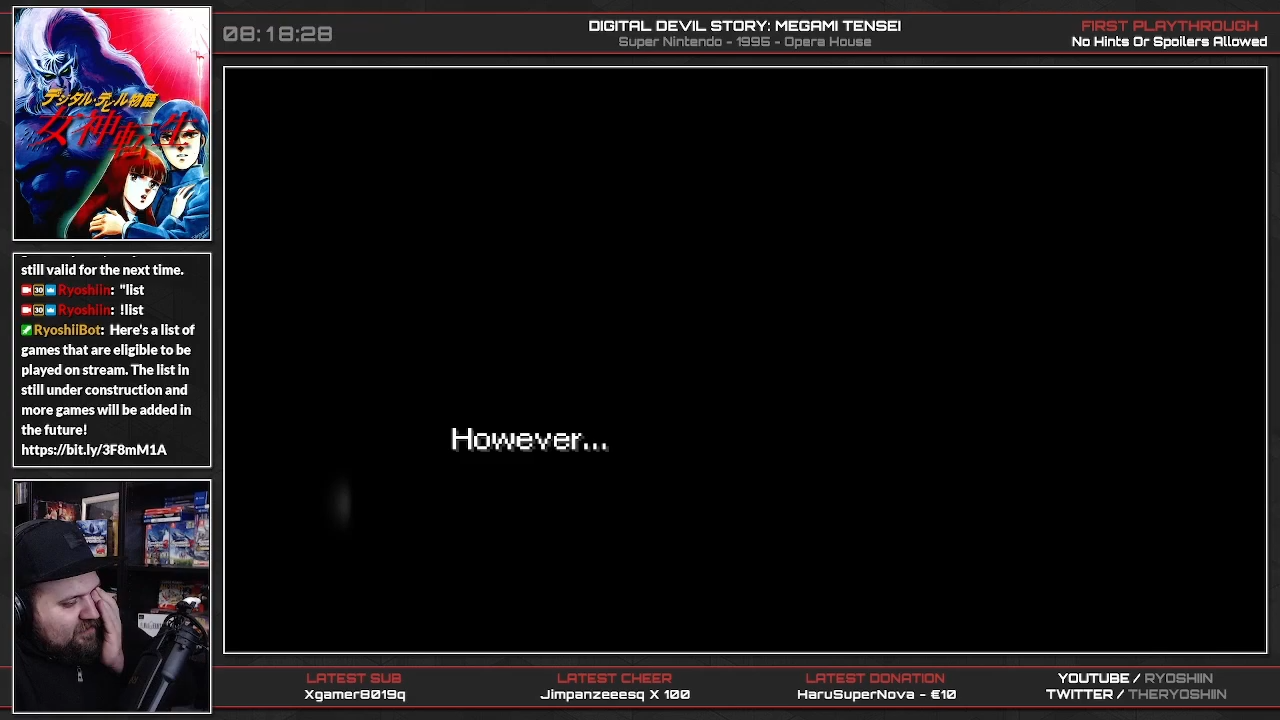 08:18:28
DIGITAL DEVIL STORY: MEGAMI TENSEI
Super Nintendo - 1995 - Opera House
FIRST PLAYTHROUGH
No Hints Or Spoilers Allowed
デジタル・デビル物語
女神転生
still valid for the next time.
30 Ryoshiin: "list
30 Ryoshiin: !list
RyoshiiBot: Here's a list of
games that are eligible to be
played on stream. The list in
still under construction and
more games will be added in
the future!
https://bit.ly/3F8mM1A
However...
LATEST SUB
Xgamer8019q
LATEST CHEER
Jimpanzeeesq X 100
LATEST DONATION
HaruSuperNova - €10
YOUTUBE / RYOSHIIN
TWITTER / THERYOSHIIN